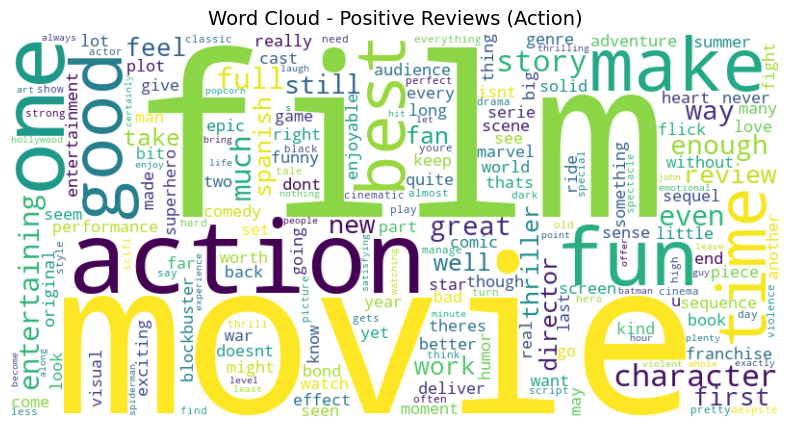 Word Cloud - Positive Reviews (Action)
always actor classic really need everything genre adventure summer
one lot feel cast laugh audience perfect thing story make fight
art show plot full still popcorn every isnt big solid
good film best
strong give s long heart never
hollywood entertainment certainly man spanish game hit drama serie flick way many
take epic right let fan scene marvel love
bit bring funny youre see without enough
made superhero much life black enjoyable keep world ride special something spectacle john
enjoy two dont tale quite thats review
seem comedy nothing cinematic almost dark emotional sequel
entertaining performance hard set people play new part great thriller old sense even time
action fun
style scifi going comic point offer little leave another
original far worth satisfying manage well screen high end piece
say back watching star though director hero batman guy cinema
look experience picture year bad turn last u sequence day violence
movie
blockbuster know gets minute theres real kind hour book plenty
visual exciting thrill war yet better humor go franchise exactly
become along doesnt think work want violent whole
might bond level watch deliver script character
come spiderman least effect often may first
less find seen moment pretty despite